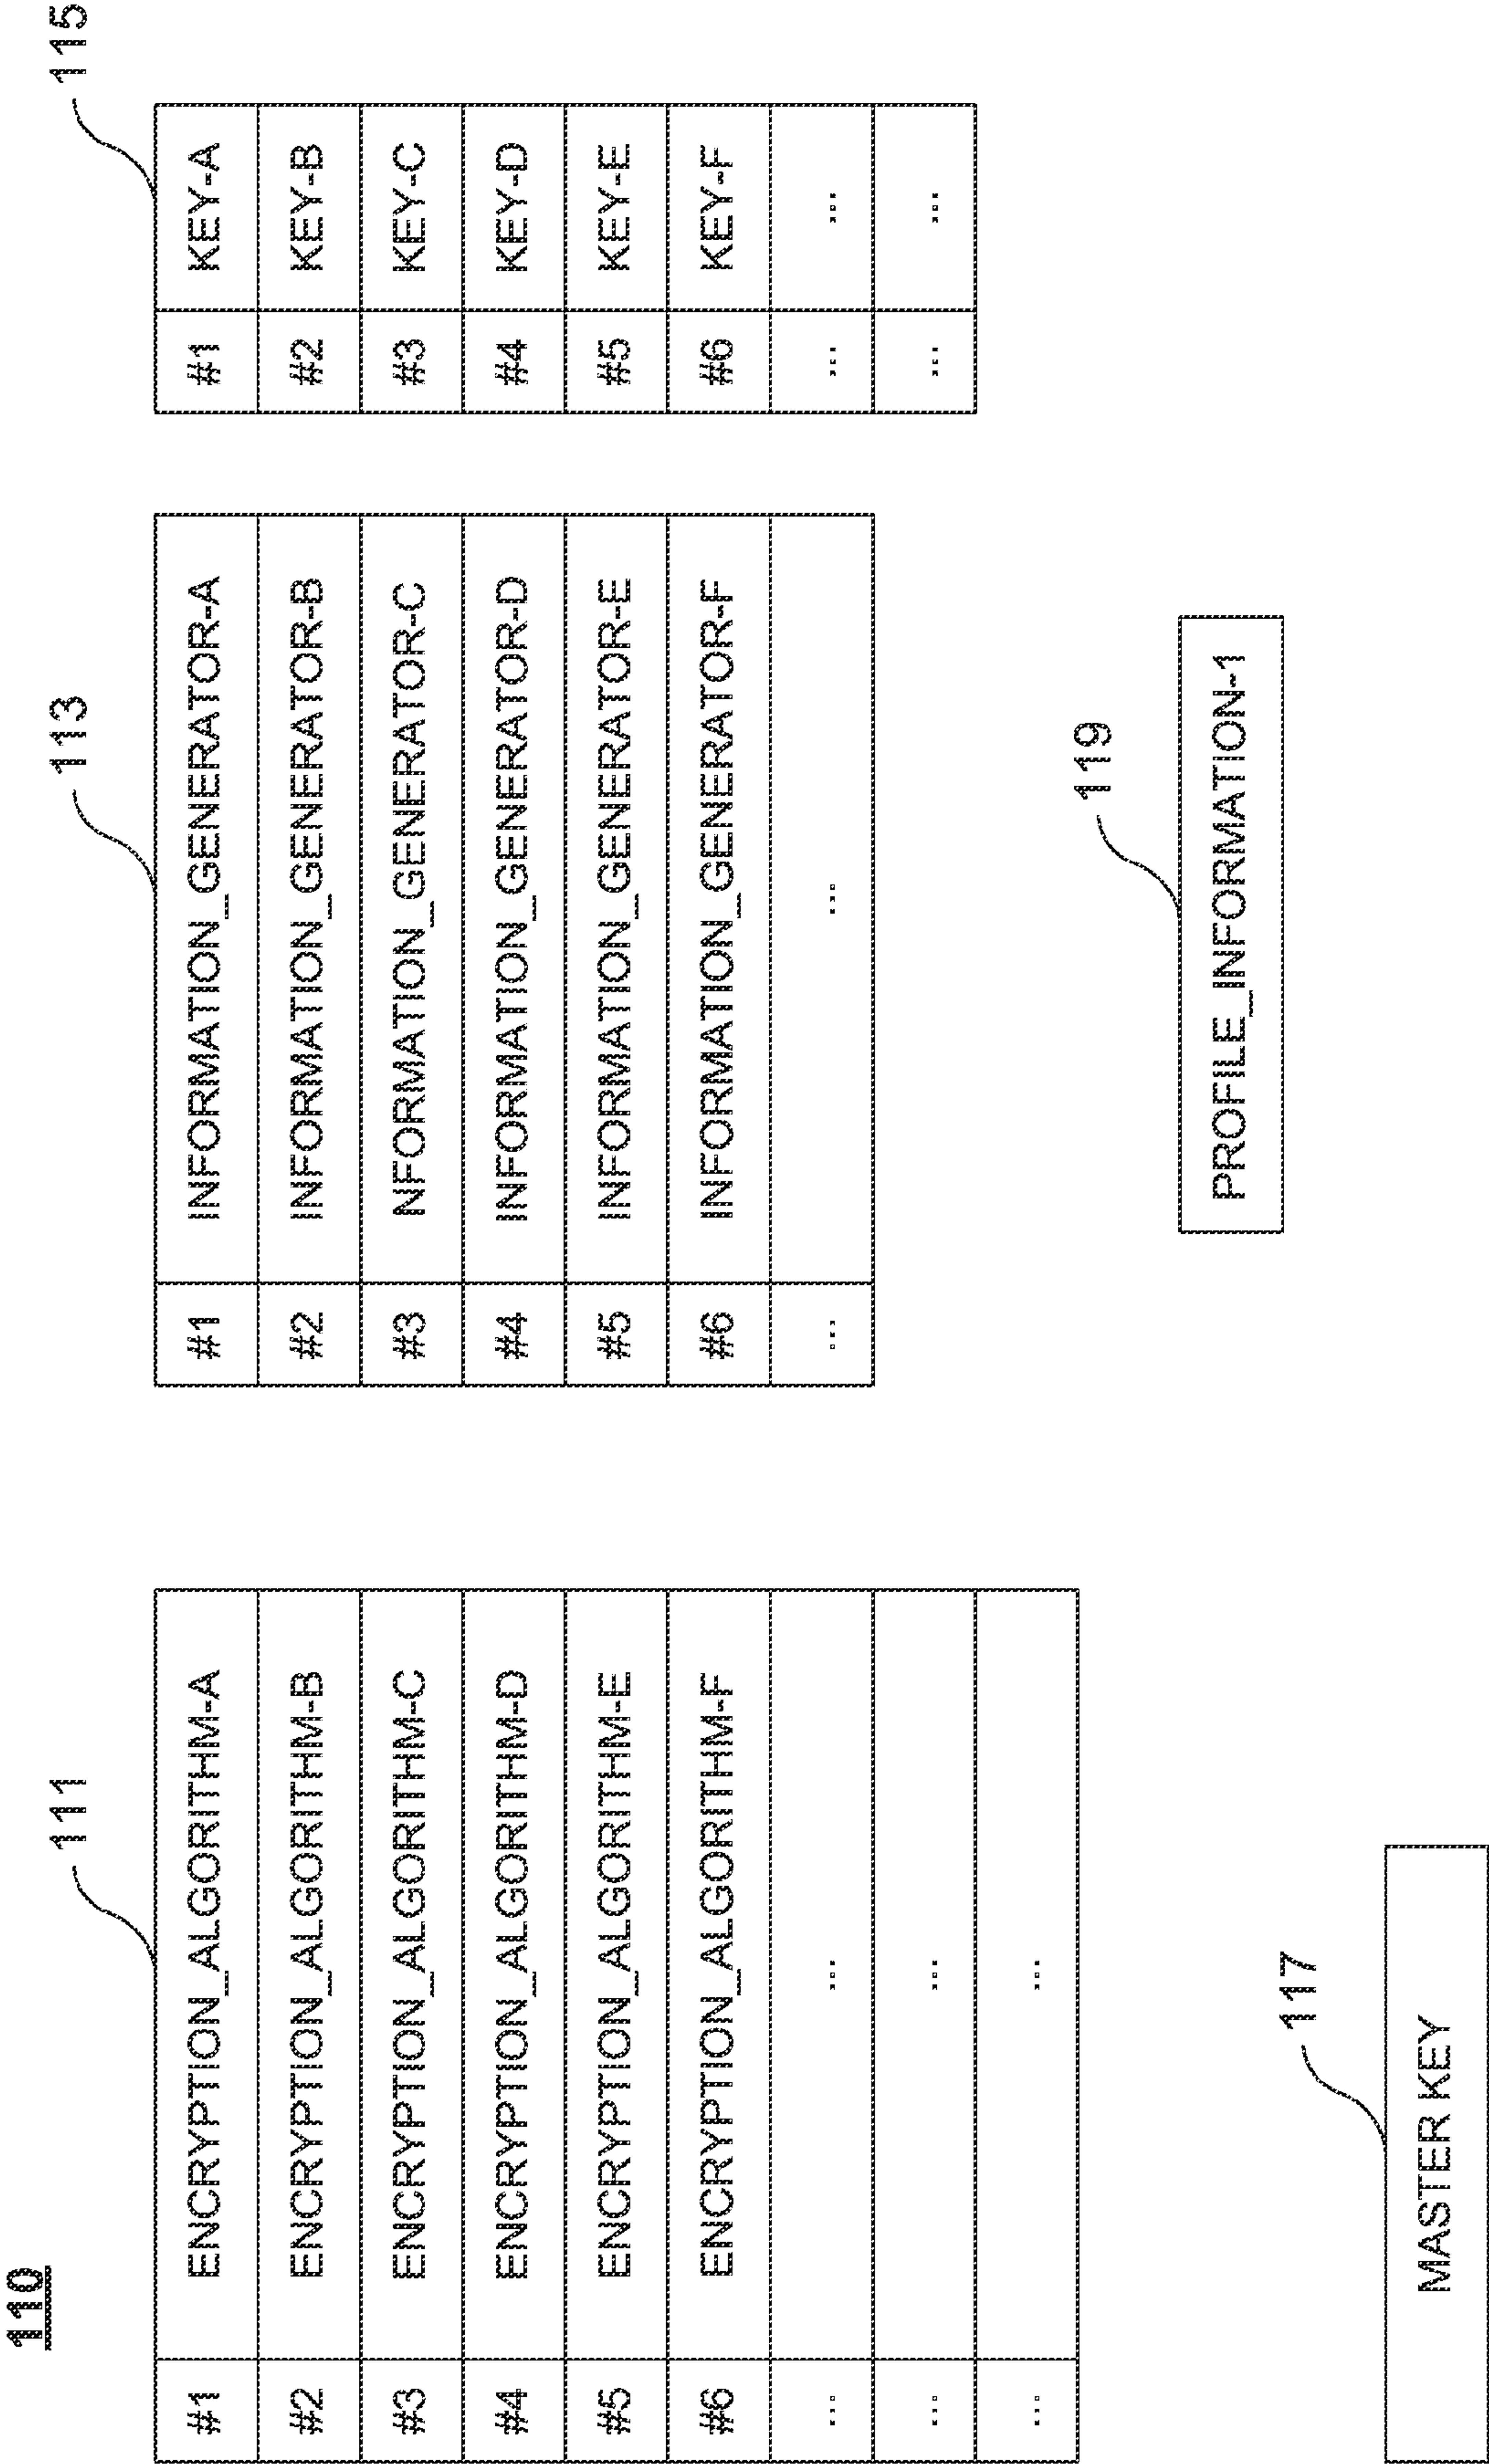 110
111
#1 ENCRYPTION_ALGORITHM-A
#2 ENCRYPTION_ALGORITHM-B
#3 ENCRYPTION_ALGORITHM-C
#4 ENCRYPTION_ALGORITHM-D
#5 ENCRYPTION_ALGORITHM-E
#6 ENCRYPTION_ALGORITHM-F
... ...
... ...
... ...
113
#1 INFORMATION_GENERATOR-A
#2 INFORMATION_GENERATOR-B
#3 NFORMATION_GENERATOR-C
#4 INFORMATION_GENERATOR-D
#5 INFORMATION_GENERATOR-E
#6 INFORMATION_GENERATOR-F
... ...
115
#1 KEY-A
#2 KEY-B
#3 KEY-C
#4 KEY-D
#5 KEY-E
#6 KEY-F
... ...
... ...
117
MASTER KEY
119
PROFILE_INFORMATION-1